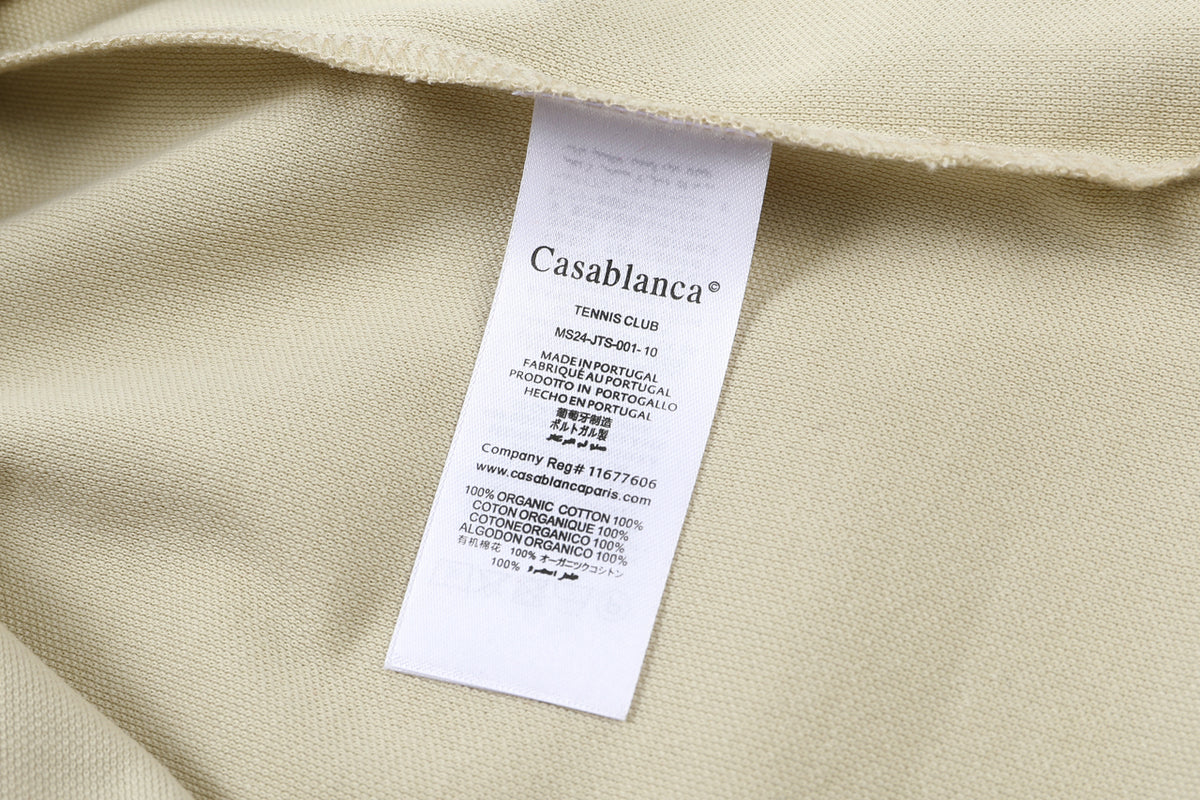 Casablanca©
TENNIS CLUB
MS24-JTS-001- 10
MADE IN PORTUGAL
FABRIQUÉ AU PORTUGAL
PRODOTTO IN PORTOGALLO
HECHO EN PORTUGAL
葡萄牙制造
ポルトガル製
Company Reg# 11677606
www.casablancaparis.com
100% ORGANIC COTTON 100%
COTON ORGANIQUE 100%
COTONEORGANICO 100%
ALGODON ORGANICO 100%
有机棉花 100% オーガニックコシトン
100%